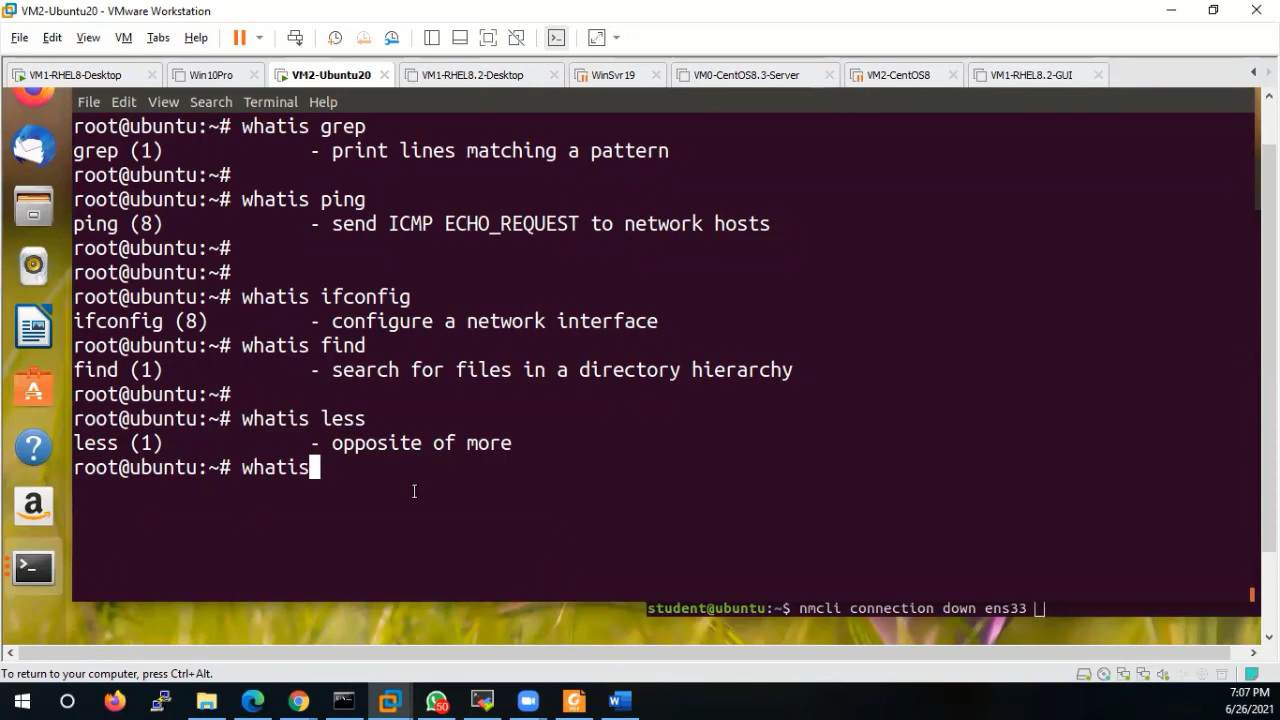 VM2-Ubuntu20 - VMware Workstation
File Edit View VM Tabs Help
VM1-RHEL8-Desktop Win10Pro VM2-Ubuntu20 VM1-RHEL8.2-Desktop WinSvr19 VM0-CentOS8.3-Server VM2-CentOS8 VM1-RHEL8.2-GUI
File Edit View Search Terminal Help
root@ubuntu:~# whatis grep
grep (1) - print lines matching a pattern
root@ubuntu:~#
root@ubuntu:~# whatis ping
ping (8) - send ICMP ECHO_REQUEST to network hosts
root@ubuntu:~#
root@ubuntu:~#
root@ubuntu:~# whatis ifconfig
ifconfig (8) - configure a network interface
root@ubuntu:~# whatis find
find (1) - search for files in a directory hierarchy
root@ubuntu:~#
root@ubuntu:~# whatis less
less (1) - opposite of more
root@ubuntu:~# whatis
student@ubuntu:~$ nmcli connection down ens33
To return to your computer, press Ctrl+Alt.
50
7:07 PM
6/26/2021